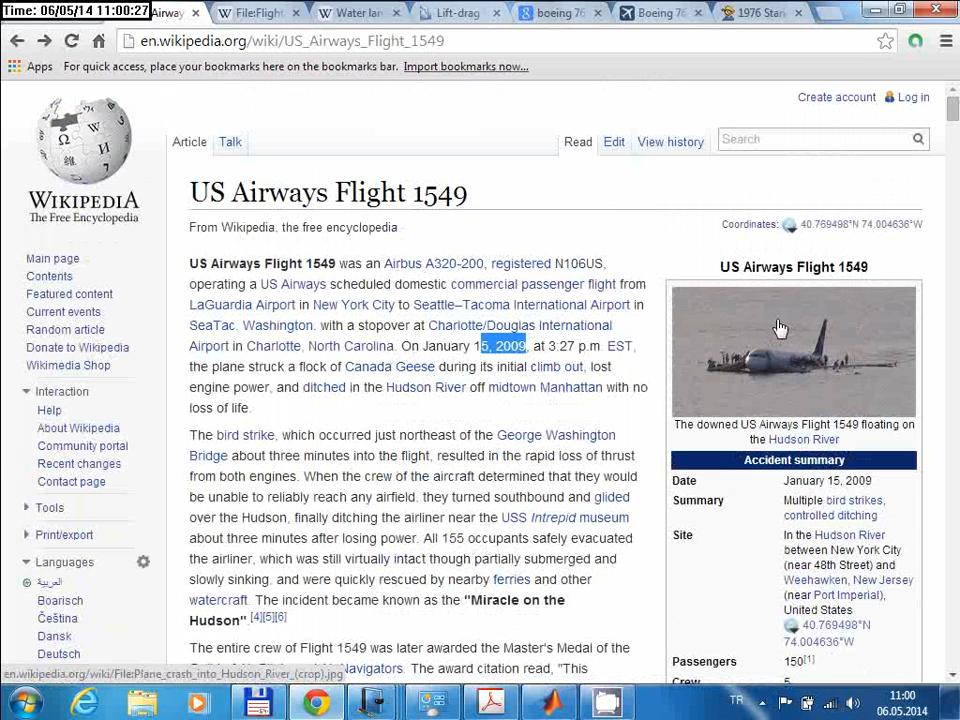 Time: 06/05/14 11:00:27
Airway
File:Flight
Water lan
Lift-drag
boeing 76
Boeing 76
1976 Stan
en.wikipedia.org/wiki/US_Airways_Flight_1549
Apps For quick access, place your bookmarks here on the bookmarks bar. Import bookmarks now...
Create account Log in
Article Talk Read Edit View history Search
WIKIPEDIA
The Free Encyclopedia
Main page
Contents
Featured content
Current events
Random article
Donate to Wikipedia
Wikimedia Shop
Interaction
Help
About Wikipedia
Community portal
Recent changes
Contact page
Tools
Print/export
Languages
العربية
Boarisch
Čeština
Dansk
Deutsch
US Airways Flight 1549
From Wikipedia, the free encyclopedia
Coordinates: 40.769498°N 74.004636°W
US Airways Flight 1549 was an Airbus A320-200, registered N106US,
operating a US Airways scheduled domestic commercial passenger flight from
LaGuardia Airport in New York City to Seattle–Tacoma International Airport in
SeaTac, Washington, with a stopover at Charlotte/Douglas International
Airport in Charlotte, North Carolina. On January 15, 2009, at 3:27 p.m. EST,
the plane struck a flock of Canada Geese during its initial climb out, lost
engine power, and ditched in the Hudson River off midtown Manhattan with no
loss of life.
The bird strike, which occurred just northeast of the George Washington
Bridge about three minutes into the flight, resulted in the rapid loss of thrust
from both engines. When the crew of the aircraft determined that they would
be unable to reliably reach any airfield, they turned southbound and glided
over the Hudson, finally ditching the airliner near the USS Intrepid museum
about three minutes after losing power. All 155 occupants safely evacuated
the airliner, which was still virtually intact though partially submerged and
slowly sinking, and were quickly rescued by nearby ferries and other
watercraft. The incident became known as the "Miracle on the
Hudson".[4][5][6]
The entire crew of Flight 1549 was later awarded the Master's Medal of the
Navigators. The award citation read, "This
US Airways Flight 1549
The downed US Airways Flight 1549 floating on
the Hudson River
Accident summary
Date January 15, 2009
Summary Multiple bird strikes,
controlled ditching
Site In the Hudson River
between New York City
(near 48th Street) and
Weehawken, New Jersey
(near Port Imperial),
United States
40.769498°N
74.004636°W
Passengers 150[1]
Crew 5
en.wikipedia.org/wiki/File:Plane_crash_into_Hudson_River_(crop).jpg
TR
11:00
06.05.2014